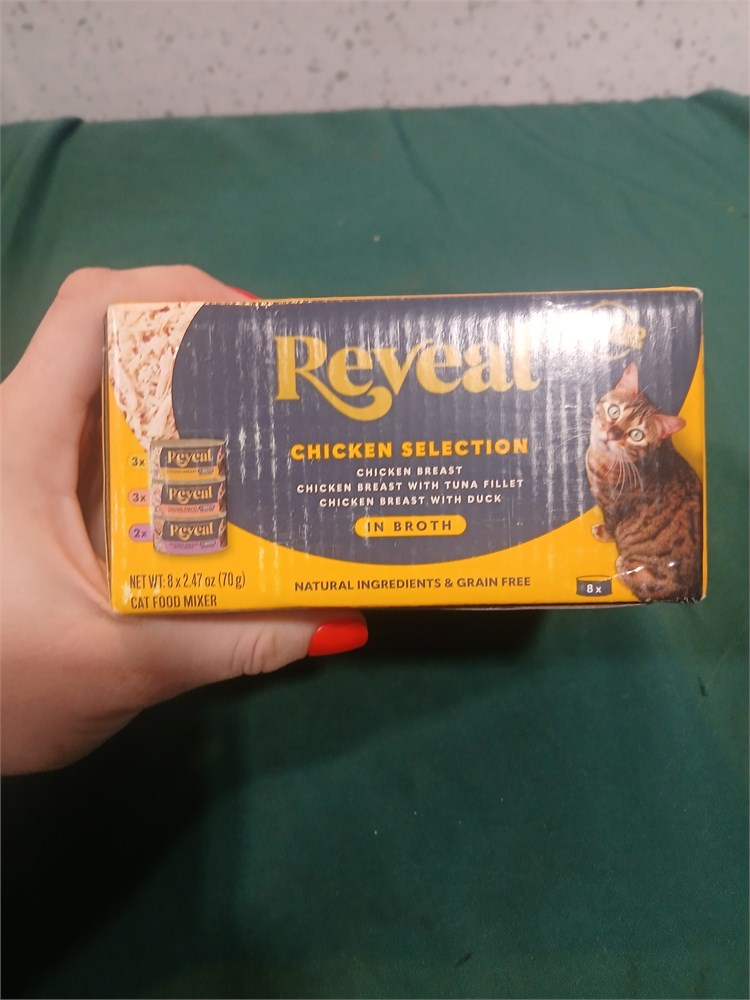 Reveal
CHICKEN SELECTION
CHICKEN BREAST
CHICKEN BREAST WITH TUNA FILLET
CHICKEN BREAST WITH DUCK
IN BROTH
3x
Reveal
3x
Reveal
2x
Reveal
NET WT: 8 x 2.47 oz (70 g)
CAT FOOD MIXER
NATURAL INGREDIENTS & GRAIN FREE
8x